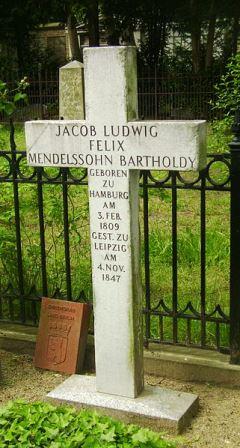 JACOB LUDWIG
FELIX
MENDELSSOHN BARTHOLDY
GEBOREN
ZU
HAMBURG
AM
3. FEB.
1809
GEST. ZU
LEIPZIG
AM
4. NOV.
1847